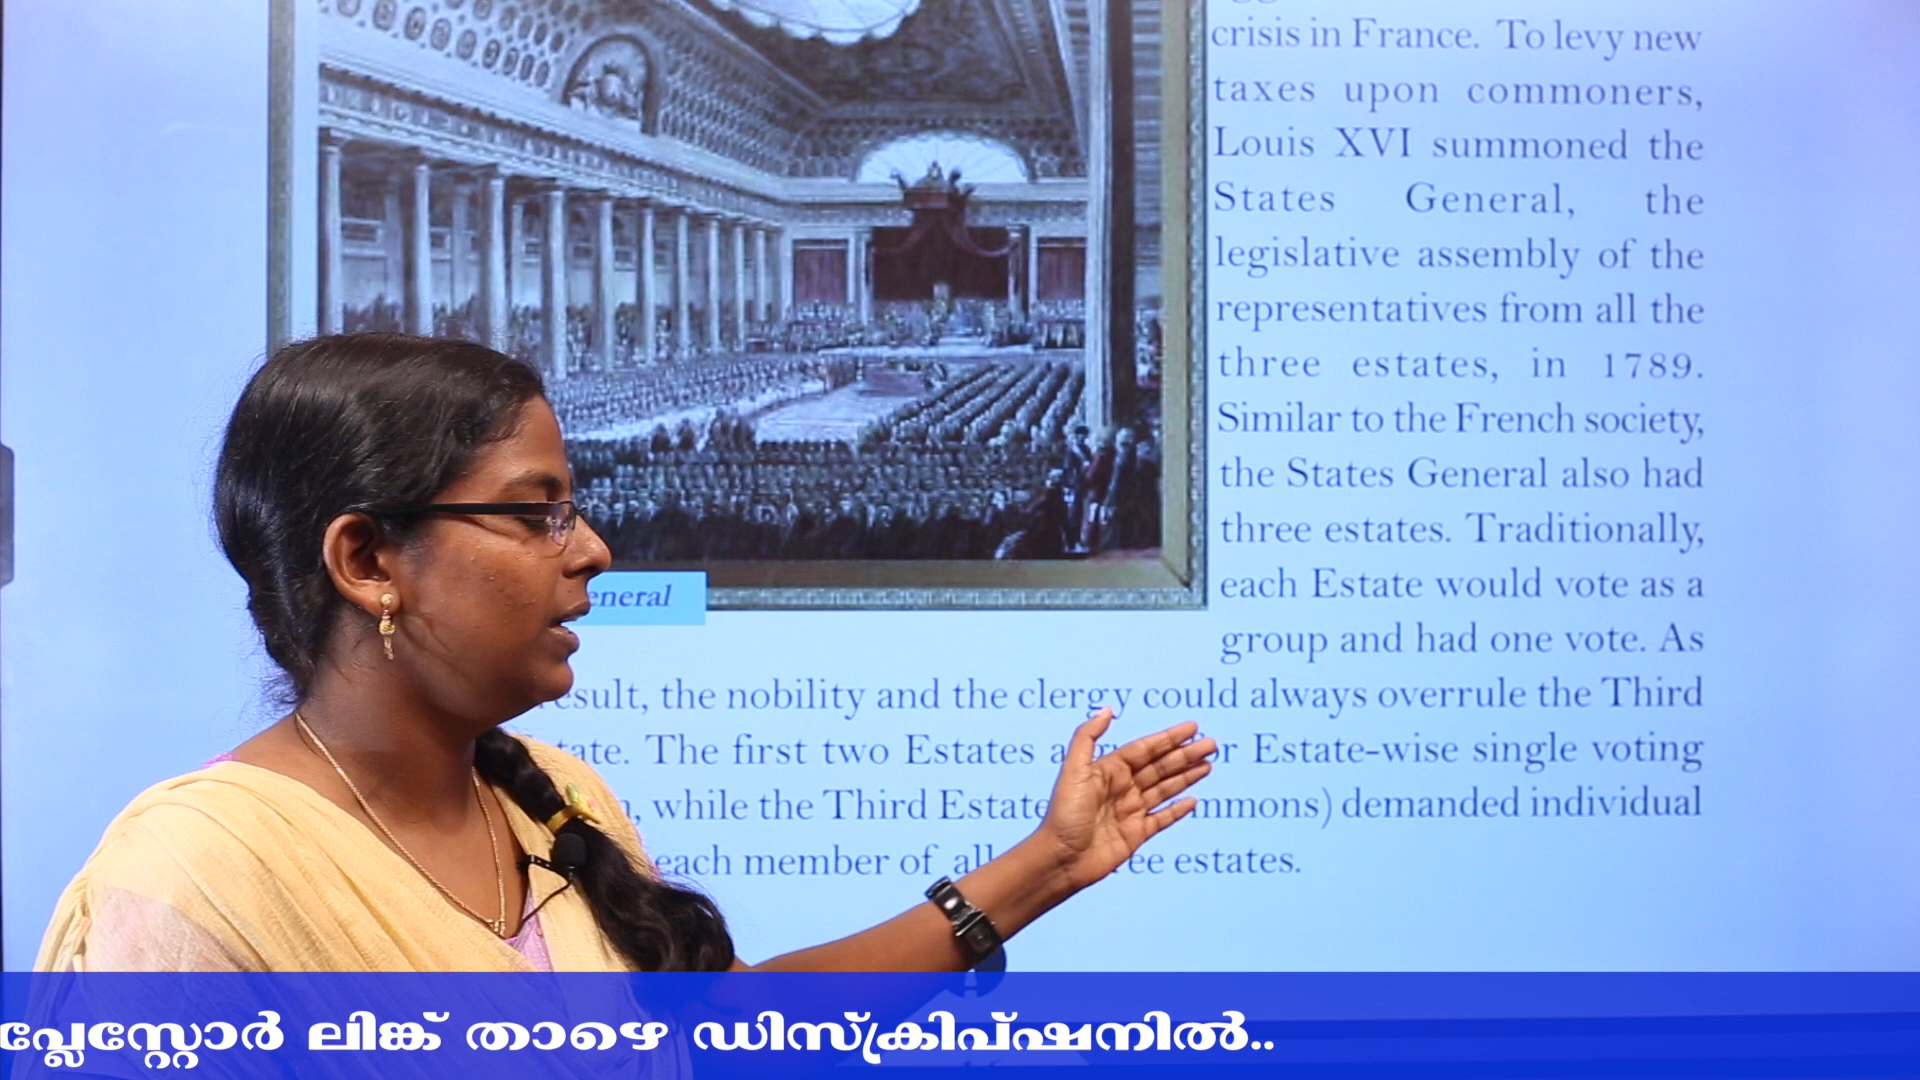 crisis in France. To levy new
taxes upon commoners,
Louis XVI summoned the
States General, the
legislative assembly of the
representatives from all the
three estates, in 1789.
Similar to the French society,
the States General also had
three estates. Traditionally,
each Estate would vote as a
group and had one vote. As
eneral
esult, the nobility and the clergy could always overrule the Third
tate. The first two Estates Estate-wise single voting
while the Third Estate mmons) demanded individual
each member of all ee estates.
പ്ലേസ്റ്റോർ ലിങ്ക് താഴെ ഡിസ്ക്രിപ്ഷനിൽ..